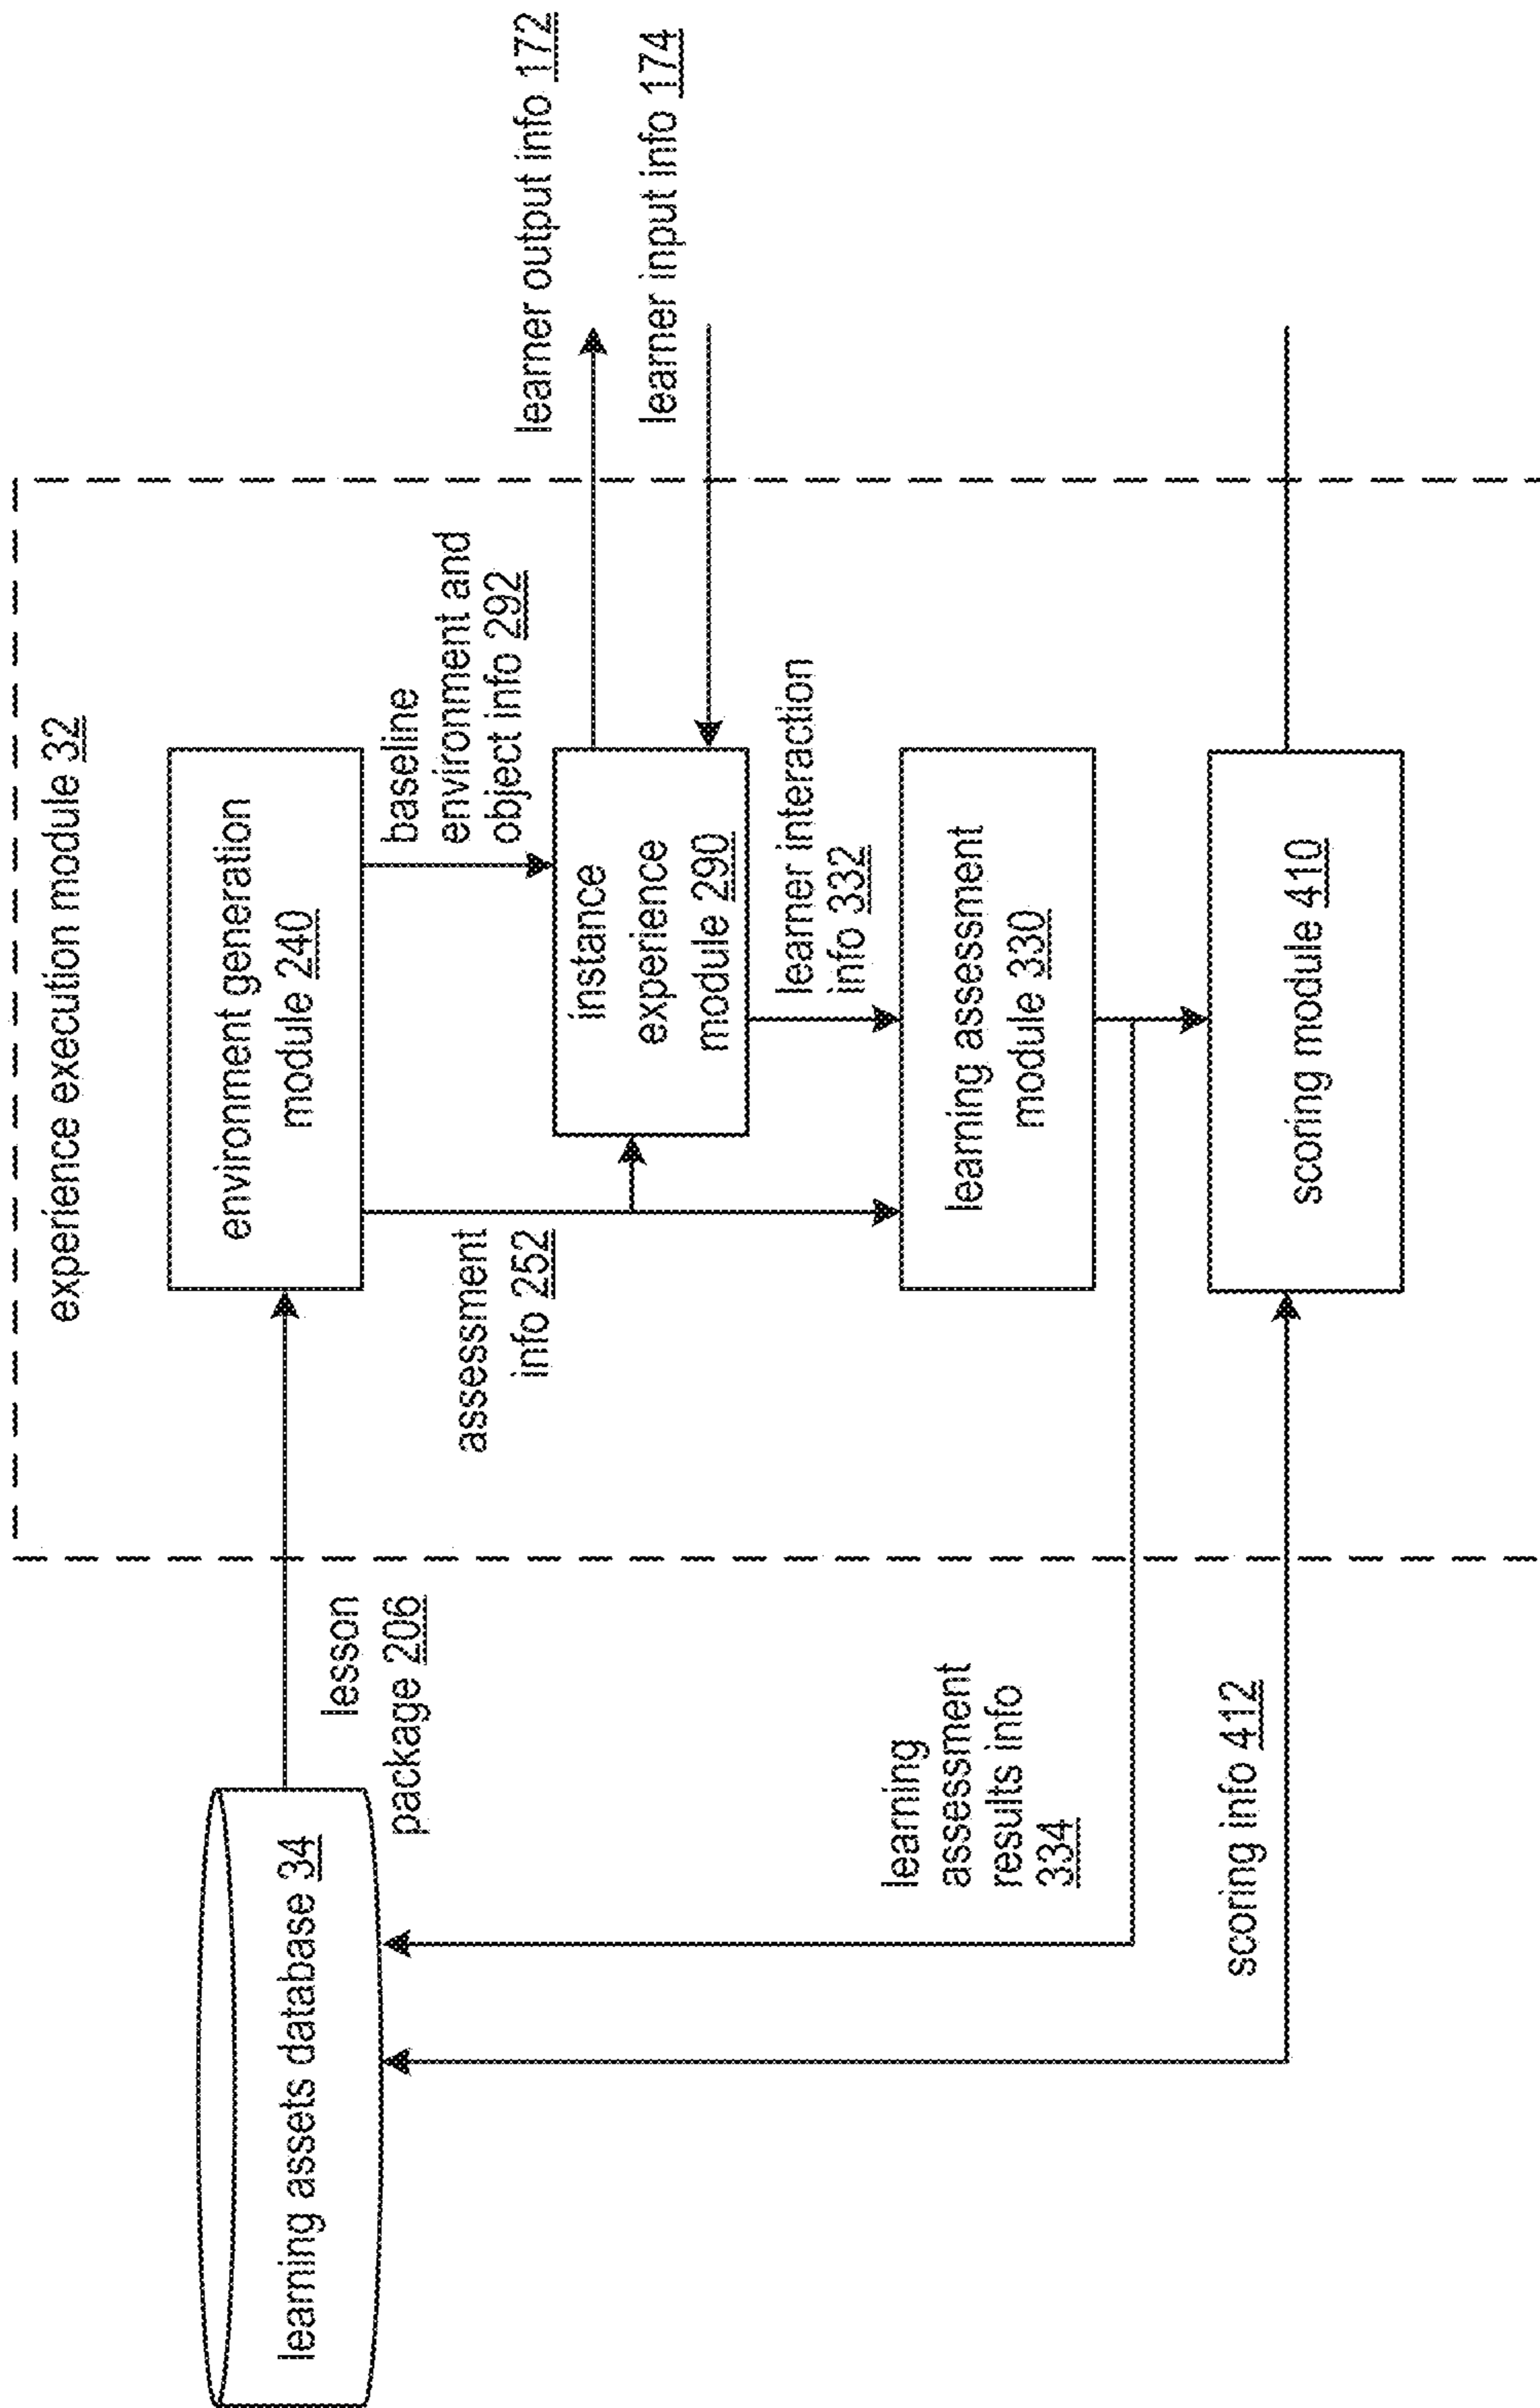 experience execution module 32
learning assets database 34
lesson
package 206
environment generation
module 240
assessment
info 252
baseline
environment and
object info 292
instance
experience
module 290
learner output info 172
learner input info 174
learner interaction
info 332
learning assessment
module 330
learning
assessment
results info
334
scoring info 412
scoring module 410